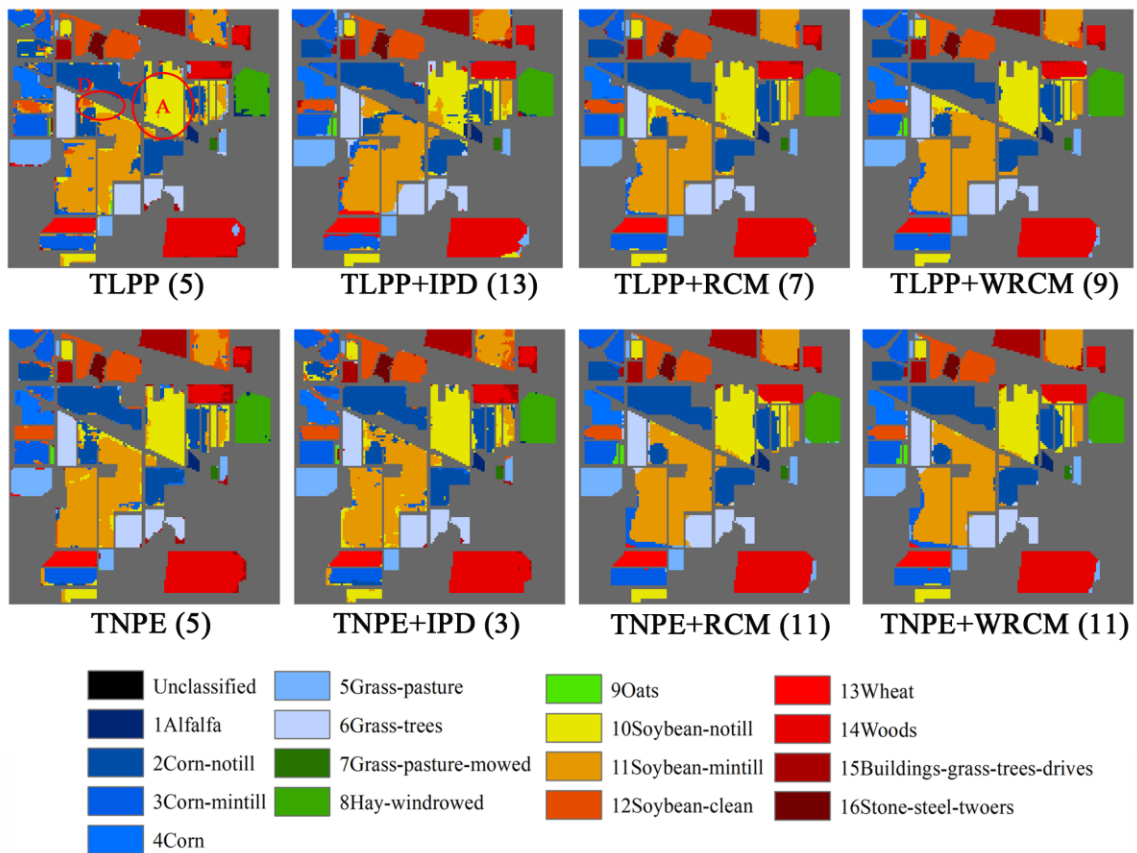 D
A
TLPP (5) TLPP+IPD (13) TLPP+RCM (7) TLPP+WRCM (9)
TNPE (5) TNPE+IPD (3) TNPE+RCM (11) TNPE+WRCM (11)
Unclassified
1Alfalfa
2Corn-notill
3Corn-mintill
4Corn
5Grass-pasture
6Grass-trees
7Grass-pasture-mowed
8Hay-windrowed
9Oats
10Soybean-notill
11Soybean-mintill
12Soybean-clean
13Wheat
14Woods
15Buildings-grass-trees-drives
16Stone-steel-twoers